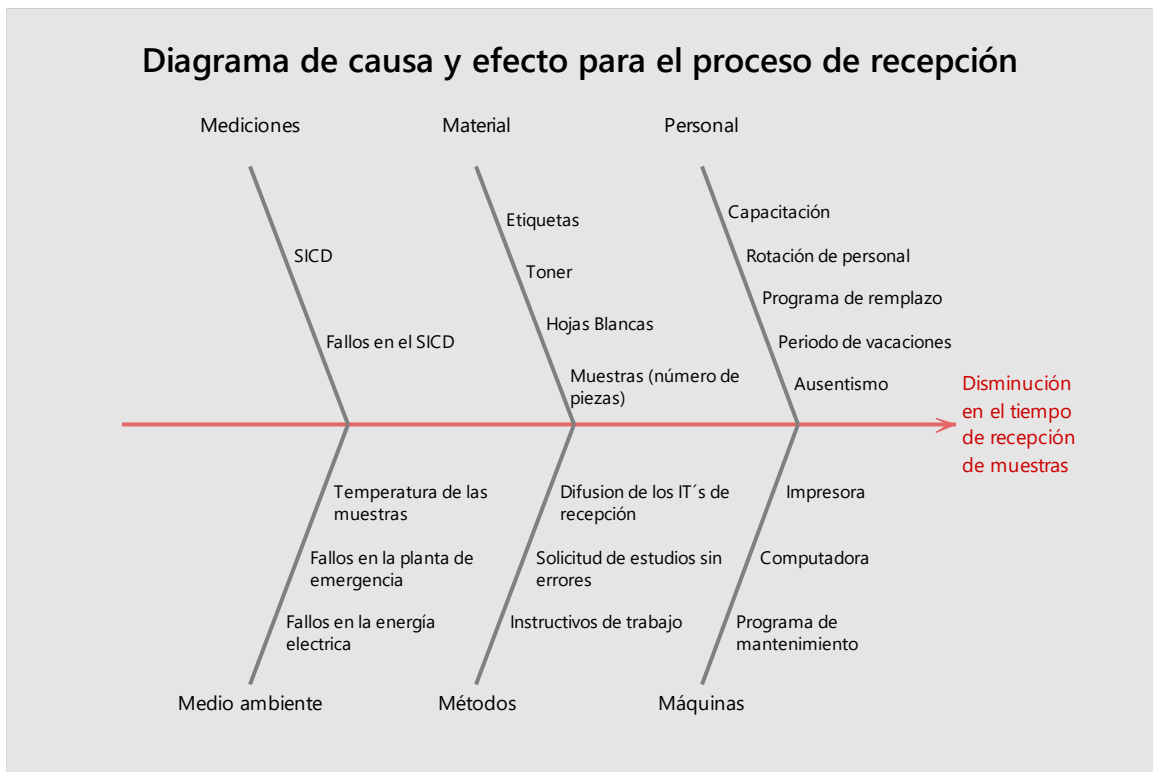 Diagrama de causa y efecto para el proceso de recepción
Mediciones
Material
Personal
SICD
Fallos en el SICD
Etiquetas
Toner
Hojas Blancas
Muestras (número de
piezas)
Capacitación
Rotación de personal
Programa de remplazo
Periodo de vacaciones
Ausentismo
Disminución
en el tiempo
de recepción
de muestras
Temperatura de las
muestras
Fallos en la planta de
emergencia
Fallos en la energía
electrica
Difusion de los IT´s de
recepción
Solicitud de estudios sin
errores
Instructivos de trabajo
Impresora
Computadora
Programa de
mantenimiento
Medio ambiente
Métodos
Máquinas